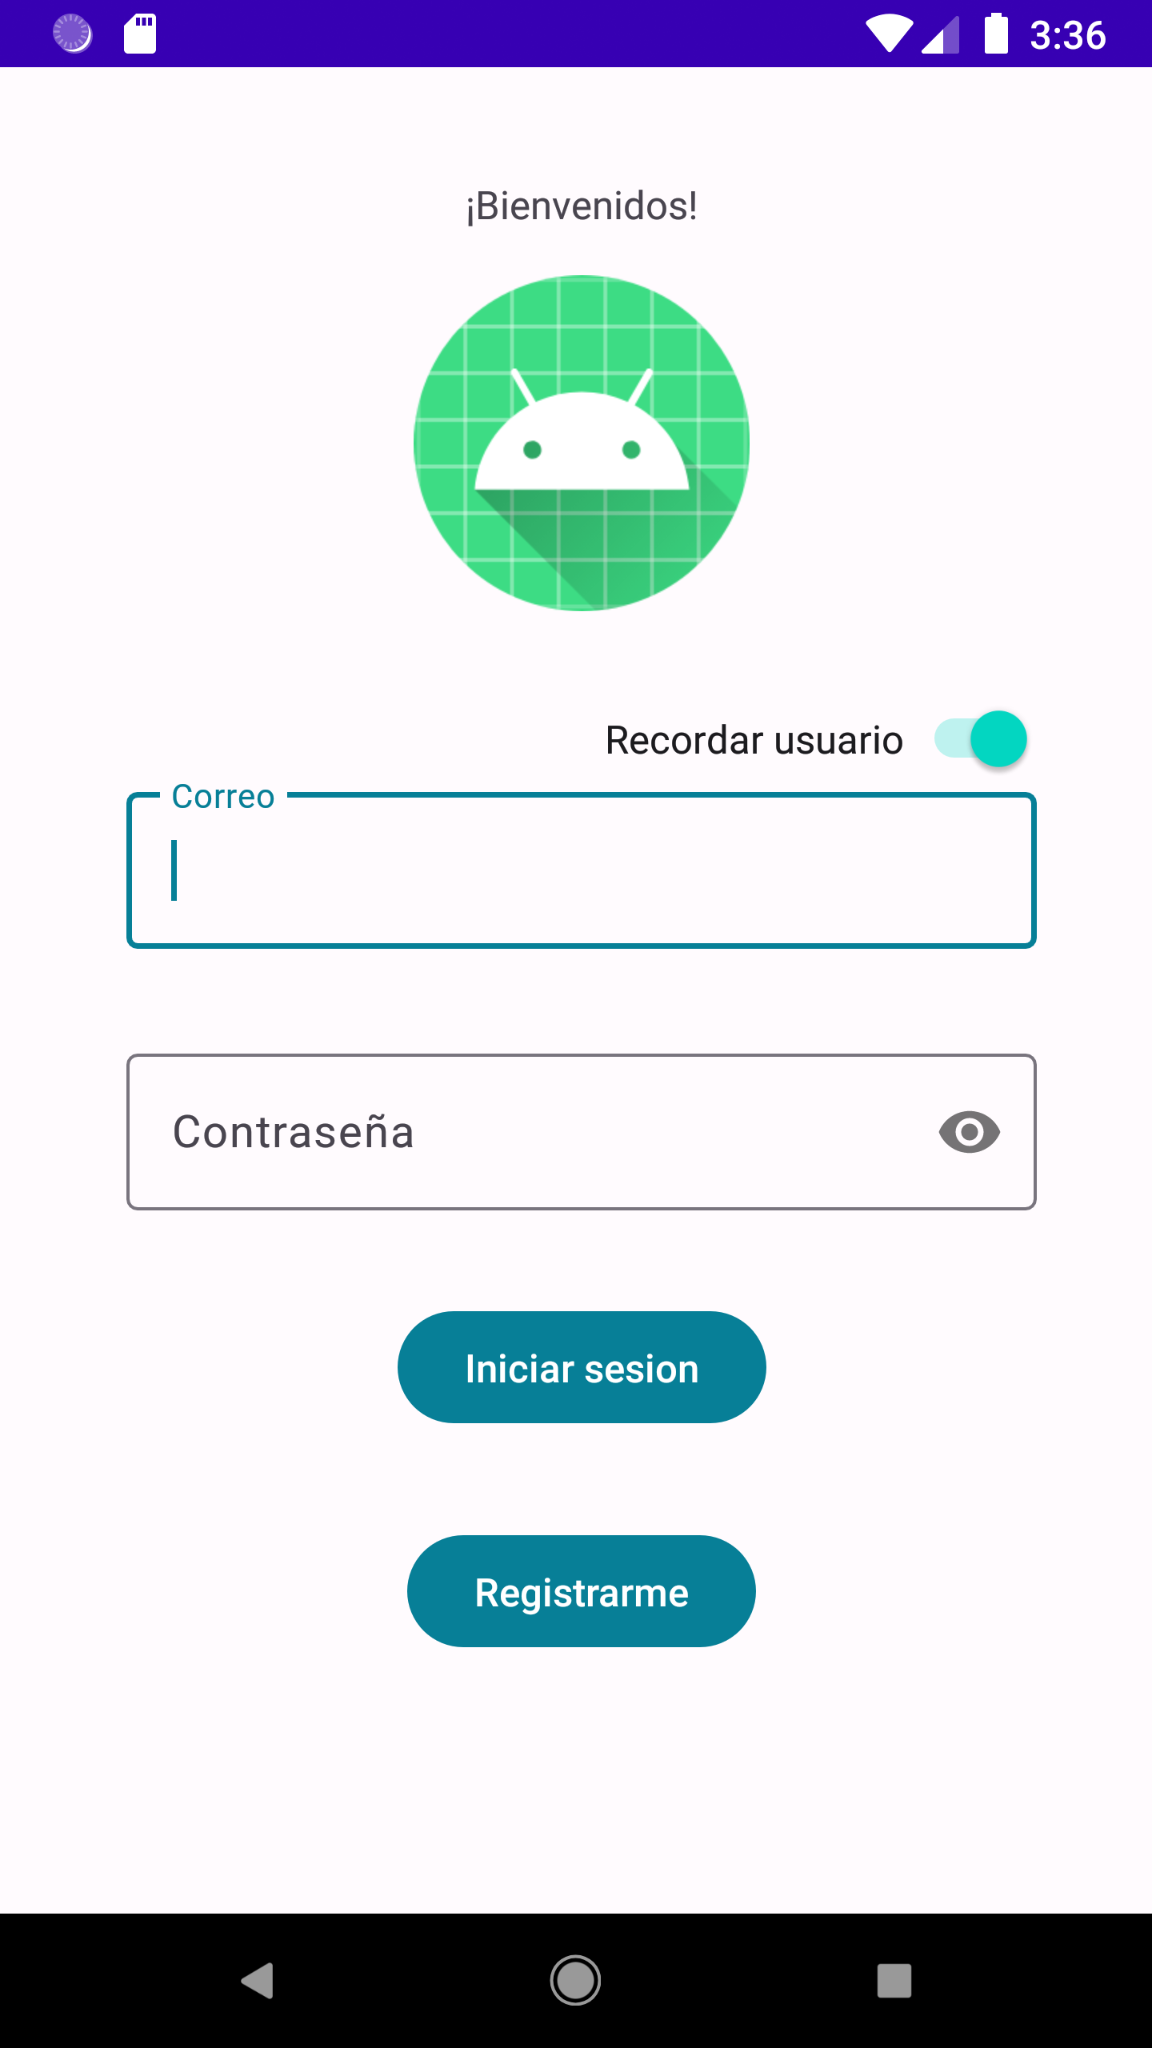 3:36
¡Bienvenidos!
Recordar usuario
Correo
Contraseña
Iniciar sesion
Registrarme